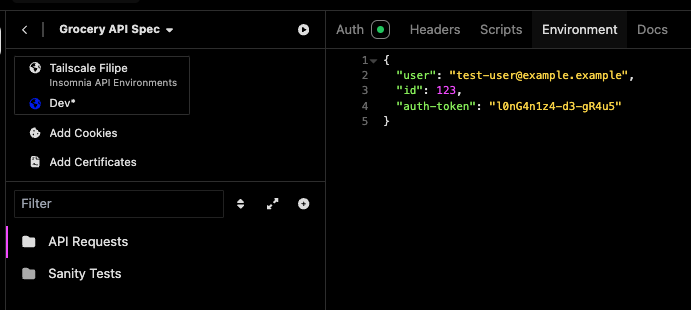 Grocery API Spec
Tailscale Filipe
Insomnia API Environments
Dev*
Add Cookies
Add Certificates
Filter
API Requests
Sanity Tests
Auth Headers Scripts Environment Docs
1 {
2 "user": "test-user@example.example",
3 "id": 123,
4 "auth-token": "l0nG4n1z4-d3-gR4u5"
5 }